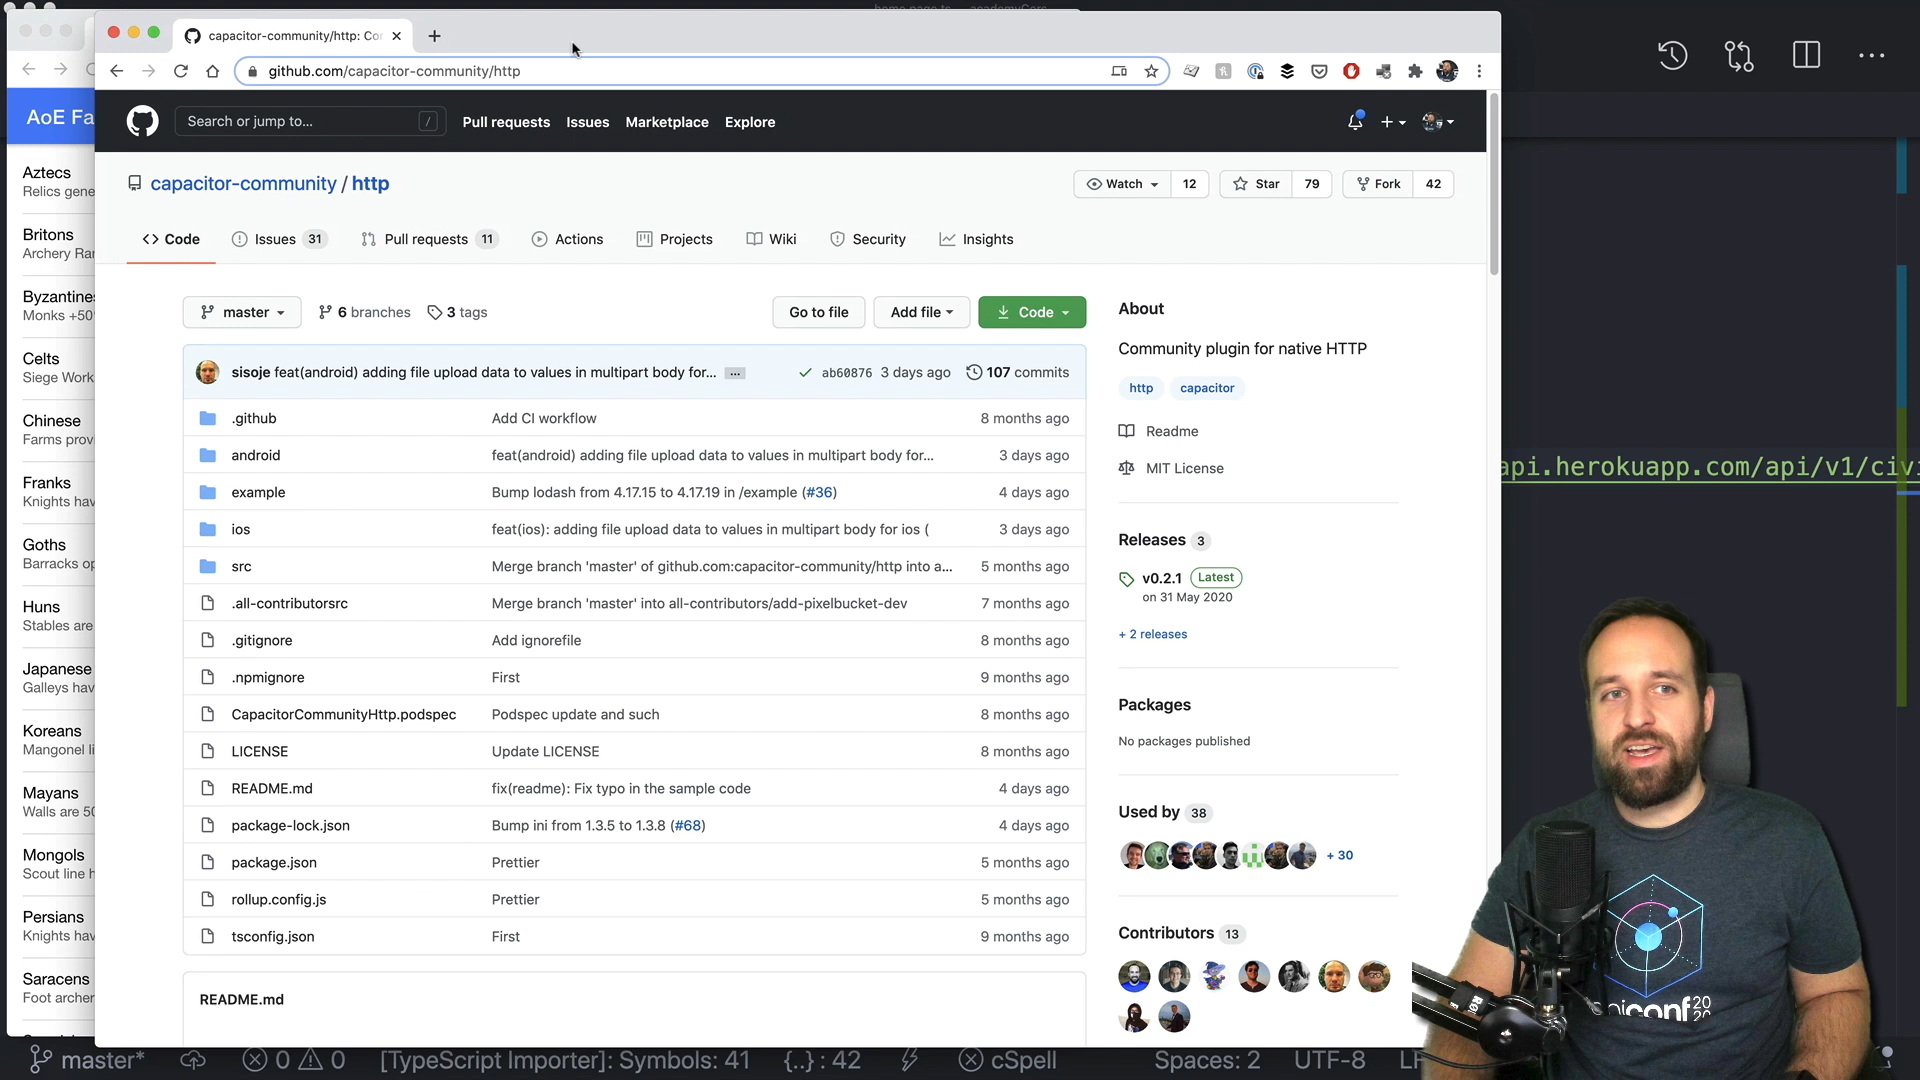 home.page.ts — academyCors
capacitor-community/http: Co
github.com/capacitor-community/http
AoE Fa
Search or jump to...
/
Pull requests
Issues
Marketplace
Explore
capacitor-community / http
Watch 12
Star 79
Fork 42
Code
Issues 31
Pull requests 11
Actions
Projects
Wiki
Security
Insights
master
6 branches
3 tags
Go to file
Add file
Code
sisoje feat(android) adding file upload data to values in multipart body for... ...
ab60876 3 days ago
107 commits
.github Add CI workflow 8 months ago
android feat(android) adding file upload data to values in multipart body for... 3 days ago
example Bump lodash from 4.17.15 to 4.17.19 in /example (#36) 4 days ago
ios feat(ios): adding file upload data to values in multipart body for ios ( 3 days ago
src Merge branch 'master' of github.com:capacitor-community/http into a... 5 months ago
.all-contributorsrc Merge branch 'master' into all-contributors/add-pixelbucket-dev 7 months ago
.gitignore Add ignorefile 8 months ago
.npmignore First 9 months ago
CapacitorCommunityHttp.podspec Podspec update and such 8 months ago
LICENSE Update LICENSE 8 months ago
README.md fix(readme): Fix typo in the sample code 4 days ago
package-lock.json Bump ini from 1.3.5 to 1.3.8 (#68) 4 days ago
package.json Prettier 5 months ago
rollup.config.js Prettier 5 months ago
tsconfig.json First 9 months ago
README.md
About
Community plugin for native HTTP
http capacitor
Readme
MIT License
Releases 3
v0.2.1 Latest
on 31 May 2020
+ 2 releases
Packages
No packages published
Used by 38
+ 30
Contributors 13
Aztecs
Relics gene
Britons
Archery Ra
Byzantine
Monks +50
Celts
Siege Work
Chinese
Farms prov
Franks
Knights hav
Goths
Barracks op
Huns
Stables are
Japanese
Galleys hav
Koreans
Mangonel li
Mayans
Walls are 50
Mongols
Scout line h
Persians
Knights hav
Saracens
Foot archer
api.herokuapp.com/api/v1/civi
niconf 2020
RØD
master*
0
0
[TypeScript Importer]: Symbols: 41
{..} : 42
cSpell
Spaces: 2
UTF-8
LF